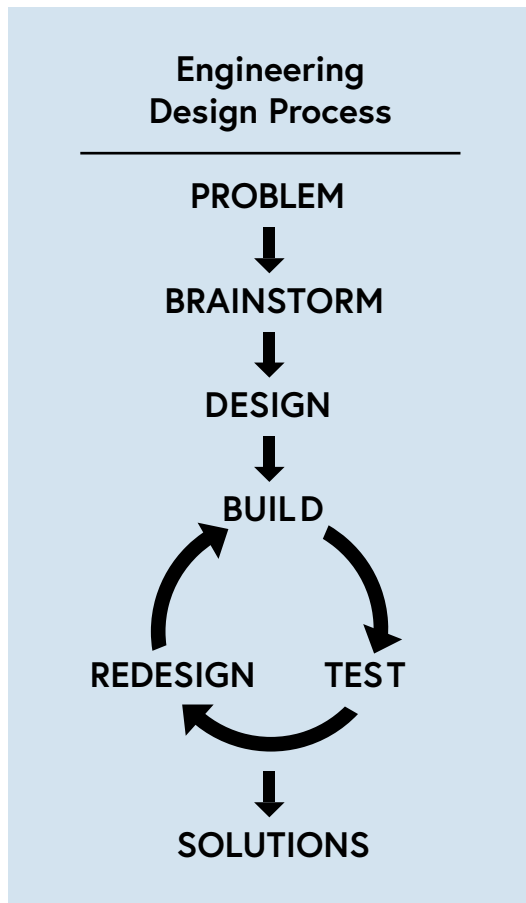 Engineering
Design Process
PROBLEM
BRAINSTORM
DESIGN
BUILD
REDESIGN TEST
SOLUTIONS